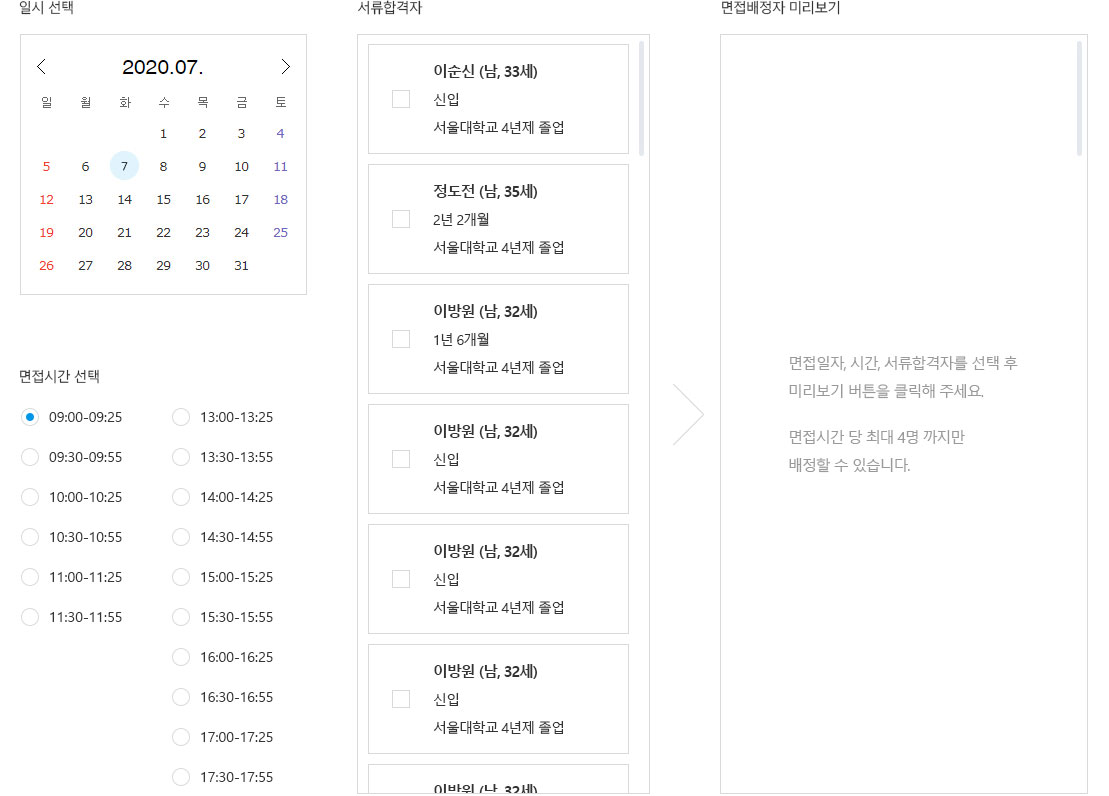 일시 선택
2020.07.
일 월 화 수 목 금 토
1 2 3 4
5 6 7 8 9 10 11
12 13 14 15 16 17 18
19 20 21 22 23 24 25
26 27 28 29 30 31
면접시간 선택
09:00-09:25 13:00-13:25
09:30-09:55 13:30-13:55
10:00-10:25 14:00-14:25
10:30-10:55 14:30-14:55
11:00-11:25 15:00-15:25
11:30-11:55 15:30-15:55
16:00-16:25
16:30-16:55
17:00-17:25
17:30-17:55
서류합격자
이순신 (남, 33세)
신입
서울대학교 4년제 졸업
정도전 (남, 35세)
2년 2개월
서울대학교 4년제 졸업
이방원 (남, 32세)
1년 6개월
서울대학교 4년제 졸업
이방원 (남, 32세)
신입
서울대학교 4년제 졸업
이방원 (남, 32세)
신입
서울대학교 4년제 졸업
이방원 (남, 32세)
신입
서울대학교 4년제 졸업
이방원 (남, 32세)
면접배정자 미리보기
면접일자, 시간, 서류합격자를 선택 후
미리보기 버튼을 클릭해 주세요.
면접시간 당 최대 4명 까지만
배정할 수 있습니다.